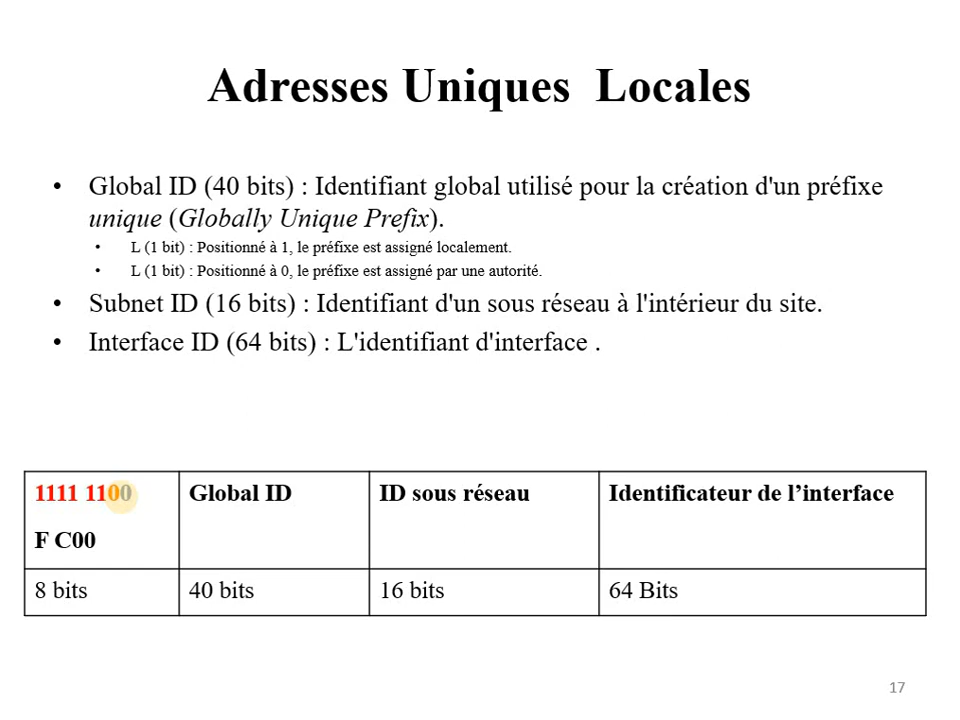 Adresses Uniques Locales
• Global ID (40 bits) : Identifiant global utilisé pour la création d'un préfixe
unique (Globally Unique Prefix).
• L (1 bit) : Positionné à 1, le préfixe est assigné localement.
• L (1 bit) : Positionné à 0, le préfixe est assigné par une autorité.
• Subnet ID (16 bits) : Identifiant d'un sous réseau à l'intérieur du site.
• Interface ID (64 bits) : L'identifiant d'interface .
1111 1100 Global ID ID sous réseau Identificateur de l’interface
F C00
8 bits 40 bits 16 bits 64 Bits
17